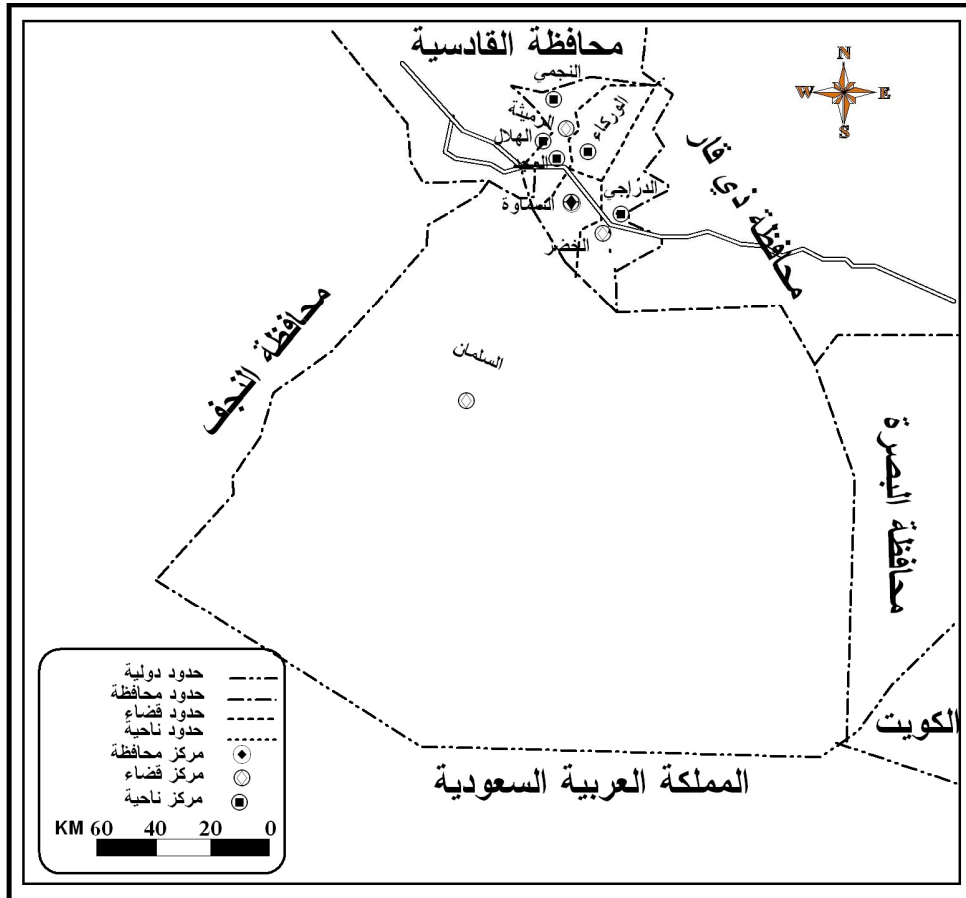 محافظة القادسية
N
W
E
S
النجمي
الوركاء
الرميثة
الهلال
المجد
الدراجي
السماوة
الخضر
محافظة ذي قار
محافظة النجف
السلمان
محافظة البصرة
الكويت
المملكة العربية السعودية
حدود دولية
حدود محافظة
حدود قضاء
حدود ناحية
مركز محافظة
مركز قضاء
مركز ناحية
KM 60 40 20 0